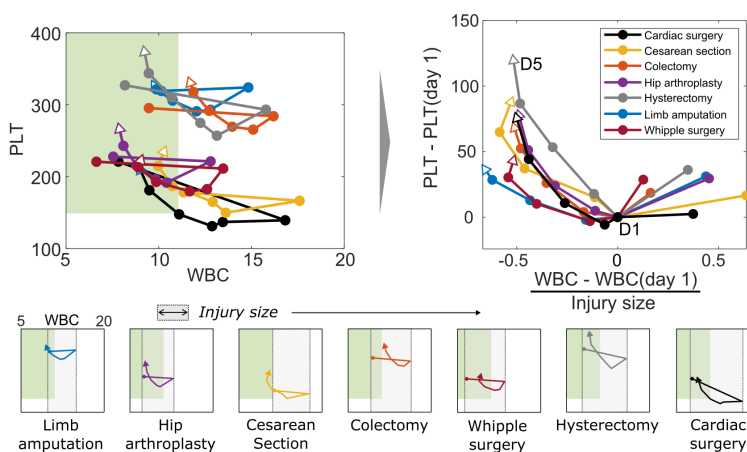 400
300
200
100
PLT
5
10
15
20
WBC
150
100
50
0
PLT - PLT(day 1)
D5
D1
-0.5
0
0.5
WBC - WBC(day 1)
Injury size
Cardiac surgery
Cesarean section
Colectomy
Hip arthroplasty
Hysterectomy
Limb amputation
Whipple surgery
5 WBC 20
Injury size
Limb
amputation
Hip
arthroplasty
Cesarean
Section
Colectomy
Whipple
surgery
Hysterectomy
Cardiac
surgery